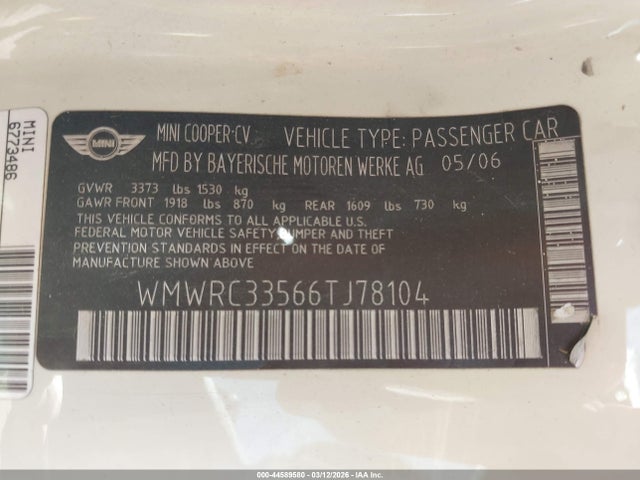 MINI
6773486
MINI
MINI COOPER-CV VEHICLE TYPE: PASSENGER CAR
MFD BY BAYERISCHE MOTOREN WERKE AG 05/06
GVWR 3373 lbs 1530 kg
GAWR FRONT 1918 lbs 870 kg REAR 1609 lbs 730 kg
THIS VEHICLE CONFORMS TO ALL APPLICABLE U.S.
FEDERAL MOTOR VEHICLE SAFETY,BUMPER AND THEFT
PREVENTION STANDARDS IN EFFECT ON THE DATE OF
MANUFACTURE SHOWN ABOVE
WMWRC33566TJ78104
000-44589580 - 03/12/2026 - IAA Corp.